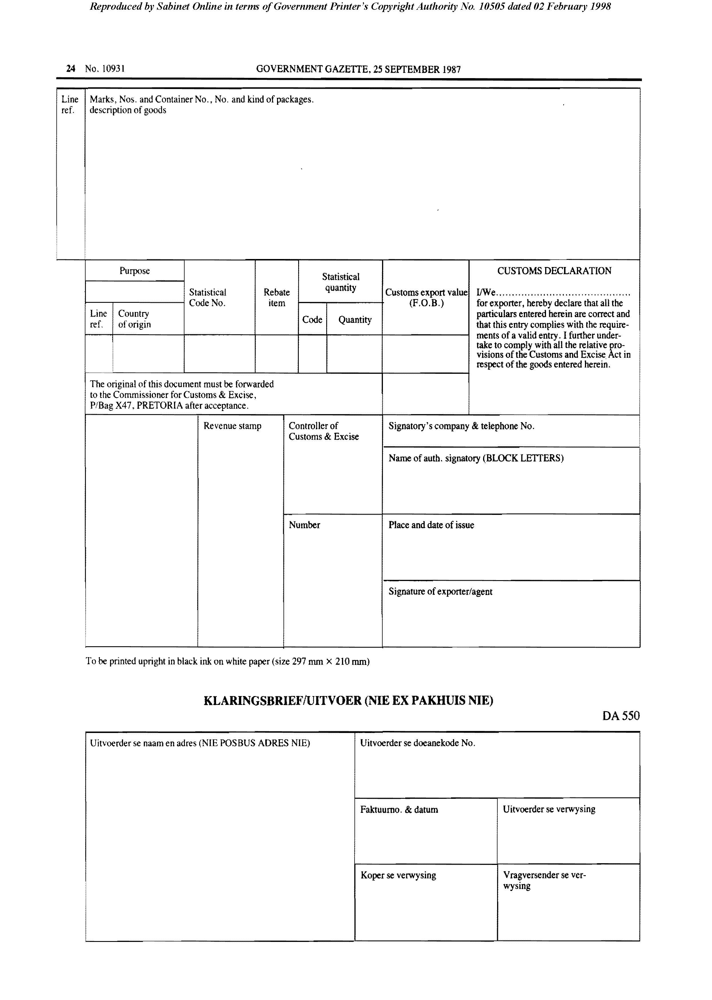 Reproduced by Sabinet Online in terms of Government Printer's Copyright Authority No. 10505 dated 02 February 1998
24 No. 10931 GOVERNMENT GAZETTE, 25 SEPTEMBER 1987
Line
ref.
Marks, Nos. and Container No., No. and kind of packages.
description of goods
Purpose
Line
ref.
Country
of origin
Statistical
Code No.
Rebate
item
Statistical
quantity
Code
Quantity
Customs export value
(F.O.B.)
CUSTOMS DECLARATION
I/We..........................................
for exporter, hereby declare that all the
particulars entered herein are correct and
that this entry complies with the require-
ments of a valid entry. I further under-
take to comply with all the relative pro-
visions of the Customs and Excise Act in
respect of the goods entered herein.
The original of this document must be forwarded
to the Commissioner for Customs & Excise,
P/Bag X47, PRETORIA after acceptance.
Revenue stamp
Controller of
Customs & Excise
Number
Signatory's company & telephone No.
Name of auth. signatory (BLOCK LETTERS)
Place and date of issue
Signature of exporter/agent
To be printed upright in black ink on white paper (size 297 mm × 210 mm)
KLARINGSBRIEF/UITVOER (NIE EX PAKHUIS NIE)
DA 550
Uitvoerder se naam en adres (NIE POSBUS ADRES NIE)
Uitvoerder se doeanekode No.
Faktuurno. & datum
Uitvoerder se verwysing
Koper se verwysing
Vragversender se ver-
wysing